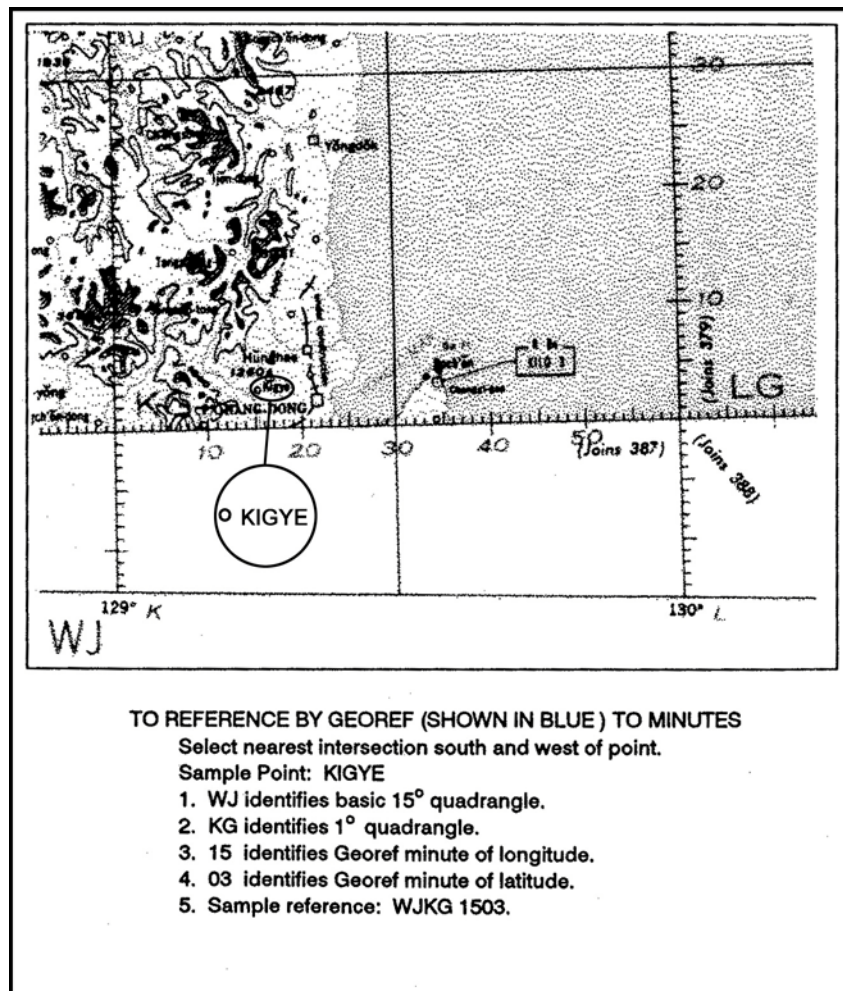 30
Yŏngdŏk
20
10
(Joins 379)
Hŭnghae
Kigye
LG
10 20 30 40 50
(Joins 387)
(Joins 388)
KIGYE
129° K
130° L
WJ
TO REFERENCE BY GEOREF (SHOWN IN BLUE ) TO MINUTES
Select nearest intersection south and west of point.
Sample Point: KIGYE
1. WJ identifies basic 15° quadrangle.
2. KG identifies 1° quadrangle.
3. 15 identifies Georef minute of longitude.
4. 03 identifies Georef minute of latitude.
5. Sample reference: WJKG 1503.